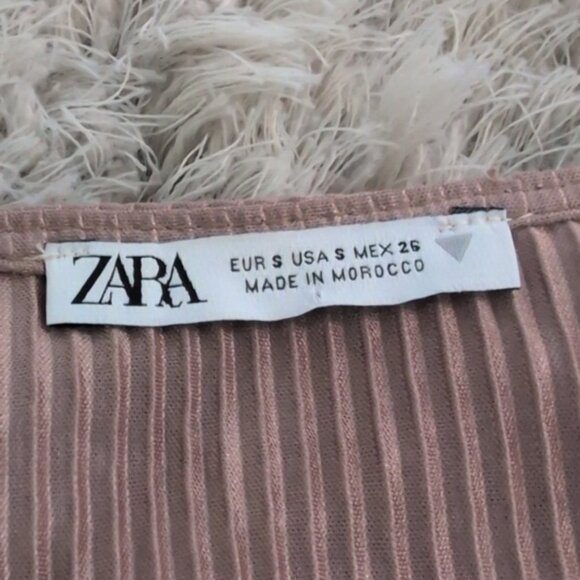 ZARA
EUR S USA S MEX 26
MADE IN MOROCCO